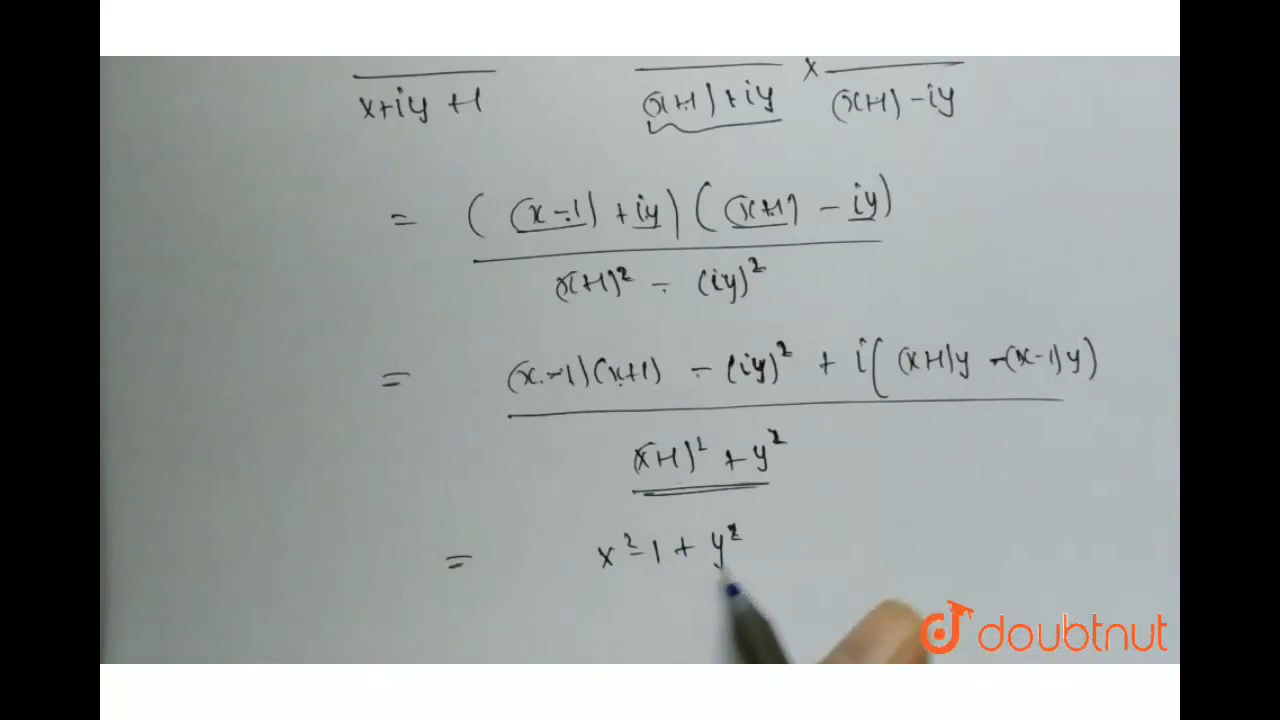 x+iy+1 (x+1)+iy × (x+1)-iy
= ((x-1)+iy)((x+1)-iy)
(x+1)² - (iy)²
= (x-1)(x+1) - (iy)² + i((x+1)y-(x-1)y)
(x+1)² + y²
= x²-1+y²
doubtnut